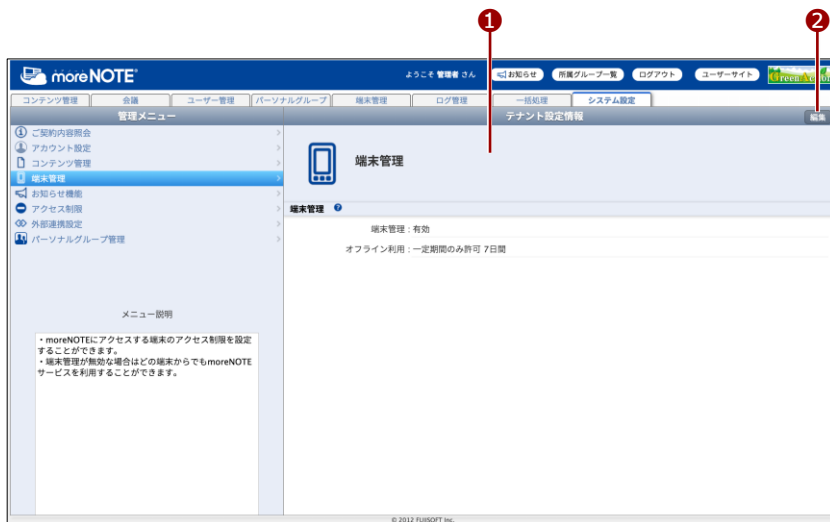 1 2
moreNOTE
ようこそ 管理者 さん お知らせ 所属グループ一覧 ログアウト ユーザーサイト
コンテンツ管理 会議 ユーザー管理 パーソナルグループ 端末管理 ログ管理 一括処理 システム設定
管理メニュー
テナント設定情報
編集
ご契約内容照会
アカウント設定
コンテンツ管理
端末管理
お知らせ機能
アクセス制限
外部連携設定
パーソナルグループ管理
メニュー説明
・moreNOTEにアクセスする端末のアクセス制限を設定
することができます。
・端末管理が無効な場合はどの端末からでもmoreNOTE
サービスを利用することができます。
端末管理
端末管理
端末管理 : 有効
オフライン利用 : 一定期間のみ許可 7日間
© 2012 FUJISOFT Inc.